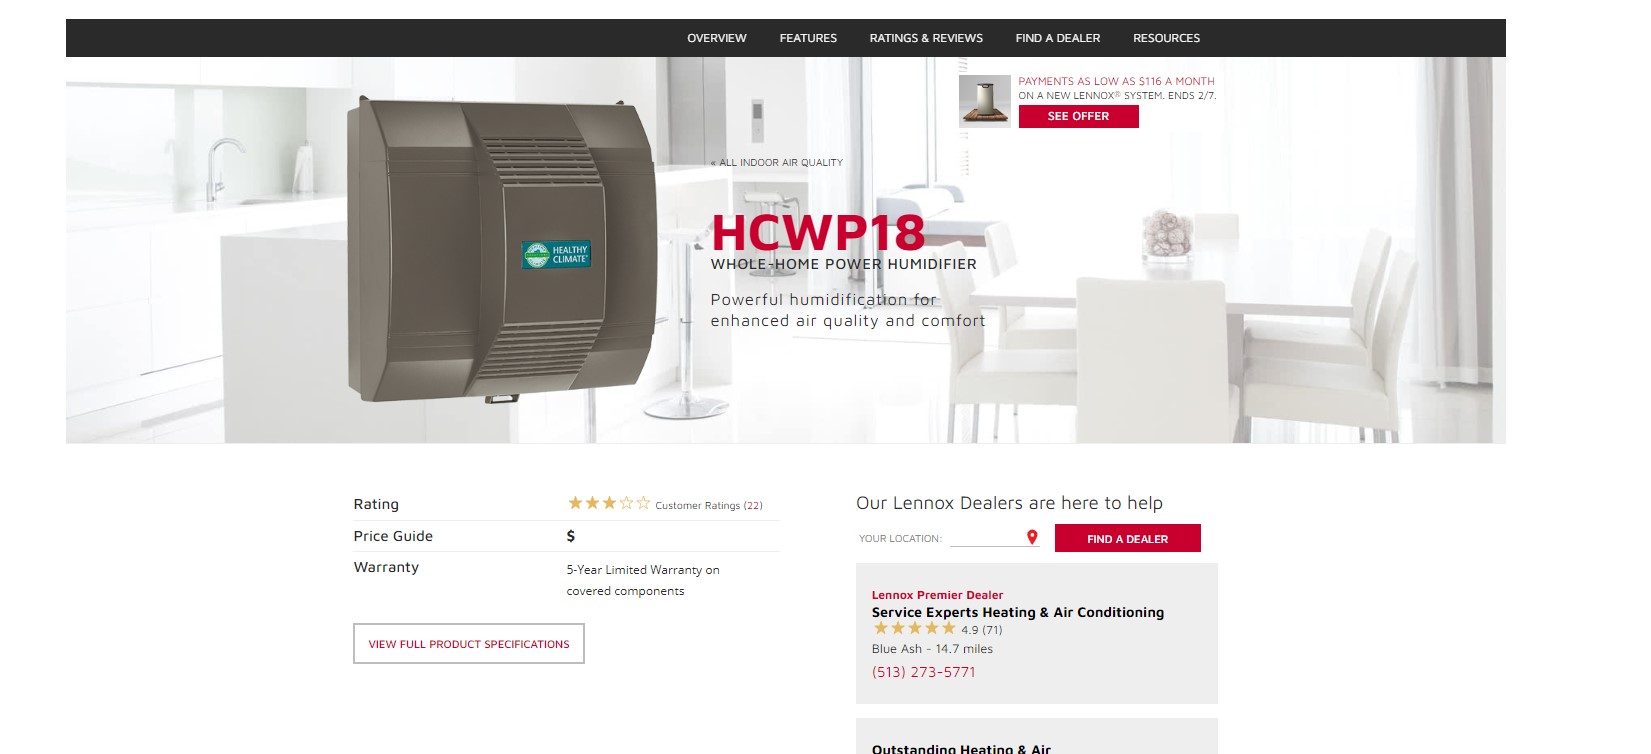 OVERVIEW FEATURES RATINGS & REVIEWS FIND A DEALER RESOURCES
PAYMENTS AS LOW AS $116 A MONTH
ON A NEW LENNOX® SYSTEM. ENDS 2/7.
SEE OFFER
« ALL INDOOR AIR QUALITY
HCWP18
WHOLE-HOME POWER HUMIDIFIER
Powerful humidification for
enhanced air quality and comfort
HEALTHY
CLIMATE®
Rating Customer Ratings (22)
Price Guide $
Warranty 5-Year Limited Warranty on
covered components
VIEW FULL PRODUCT SPECIFICATIONS
Our Lennox Dealers are here to help
YOUR LOCATION: FIND A DEALER
Lennox Premier Dealer
Service Experts Heating & Air Conditioning
4.9 (71)
Blue Ash - 14.7 miles
(513) 273-5771
Outstanding Heating & Air